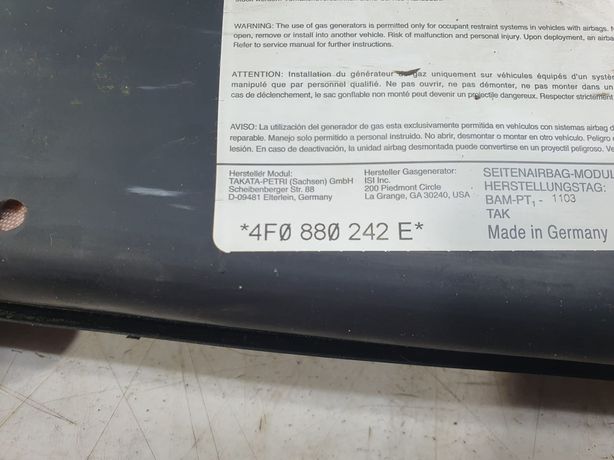 WARNING: The use of gas generators is permitted only for occupant restraint systems in vehicles with airbags.
open, remove or install into another vehicle. Risk of malfunction and personal injury. Upon deployment, an airba
Refer to service manual for further instructions.
ATTENTION: Installation du générateur de gaz uniquement sur véhicules équipés d'un systè
manipulé que par personnel qualifié. Ne pas ouvrir, ne pas démonter, ne pas monter dans un
cas de déclenchement, le sac gonflable non monté peut devenir un projectile dangereux. Respecter strictement
AVISO: La utilización del generador de gas esta exclusivamente permitida en vehículos con sistemas airbag d
reparable. Manejo solo permitido a personal instruido. No abrir, desmontar o montar en otro vehículo. Peligro
lesión. En caso de deactivación, la unidad airbag desmontada puede convertirse en un proyectil peligroso. Ve
Hersteller Modul:
TAKATA-PETRI (Sachsen) GmbH
Scheibenberger Str. 88
D-09481 Elterlein, Germany
Hersteller Gasgenerator:
ISI Inc.
200 Piedmont Circle
La Grange, GA 30240, USA
SEITENAIRBAG-MODUL
HERSTELLUNGSTAG:
BAM-PT₁- 1103
TAK
*4F0 880 242 E*
Made in Germany